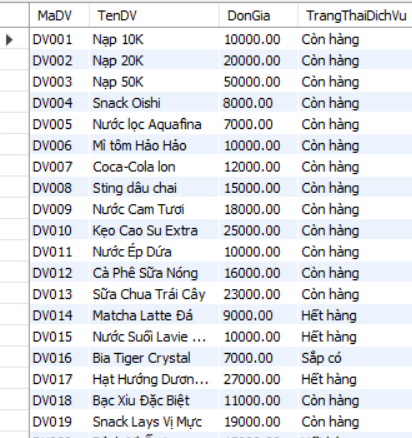 MaDV TenDV DonGia TrangThaiDichVu
DV001 Nạp 10K 10000.00 Còn hàng
DV002 Nạp 20K 20000.00 Còn hàng
DV003 Nạp 50K 50000.00 Còn hàng
DV004 Snack Oishi 8000.00 Còn hàng
DV005 Nước lọc Aquafina 7000.00 Còn hàng
DV006 Mì tôm Hảo Hảo 10000.00 Còn hàng
DV007 Coca-Cola lon 12000.00 Còn hàng
DV008 Sting dâu chai 15000.00 Còn hàng
DV009 Nước Cam Tươi 18000.00 Còn hàng
DV010 Kẹo Cao Su Extra 25000.00 Còn hàng
DV011 Nước Ép Dứa 10000.00 Còn hàng
DV012 Cà Phê Sữa Nóng 16000.00 Còn hàng
DV013 Sữa Chua Trái Cây 23000.00 Còn hàng
DV014 Matcha Latte Đá 9000.00 Hết hàng
DV015 Nước Suối Lavie ... 10000.00 Hết hàng
DV016 Bia Tiger Crystal 7000.00 Sắp có
DV017 Hạt Hướng Dươn... 27000.00 Hết hàng
DV018 Bạc Xỉu Đặc Biệt 11000.00 Còn hàng
DV019 Snack Lays Vị Mực 19000.00 Còn hàng